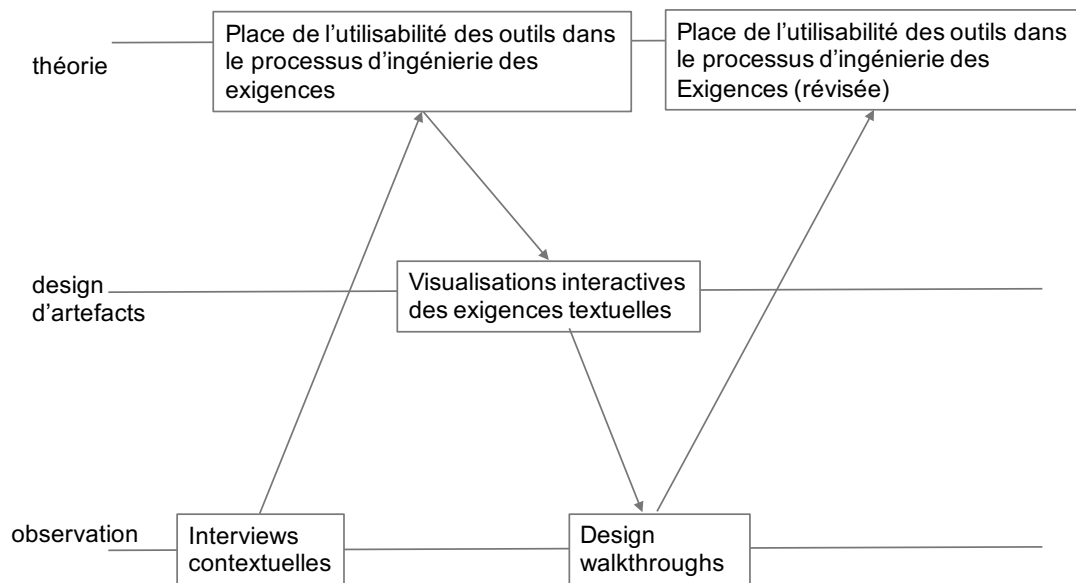 théorie
Place de l’utilisabilité des outils dans
le processus d’ingénierie des
exigences
Place de l’utilisabilité des outils dans
le processus d’ingénierie des
Exigences (révisée)
design
d’artefacts
Visualisations interactives
des exigences textuelles
observation
Interviews
contextuelles
Design
walkthroughs